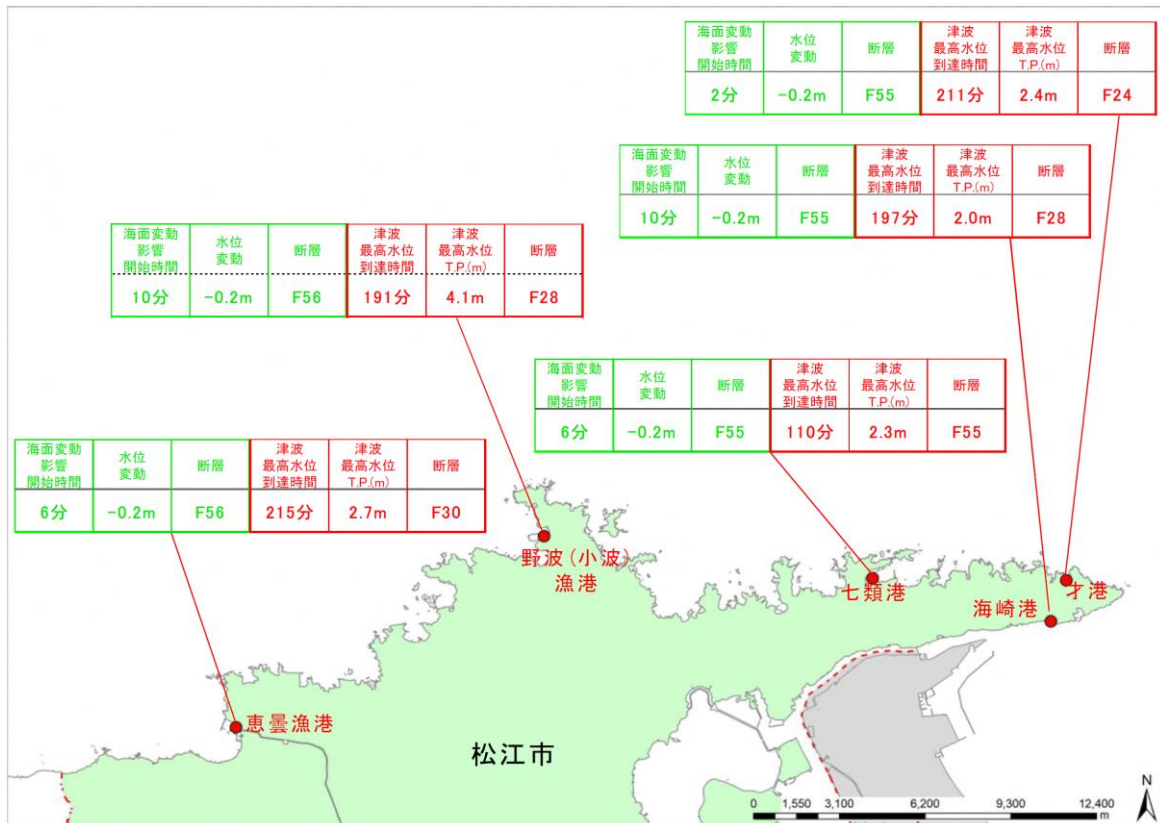 海面変動
影響
開始時間
水位
変動
断層
津波
最高水位
到達時間
津波
最高水位
T.P.(m)
断層
2分
-0.2m
F55
211分
2.4m
F24
海面変動
影響
開始時間
水位
変動
断層
津波
最高水位
到達時間
津波
最高水位
T.P.(m)
断層
10分
-0.2m
F55
197分
2.0m
F28
海面変動
影響
開始時間
水位
変動
断層
津波
最高水位
到達時間
津波
最高水位
T.P.(m)
断層
10分
-0.2m
F56
191分
4.1m
F28
海面変動
影響
開始時間
水位
変動
断層
津波
最高水位
到達時間
津波
最高水位
T.P.(m)
断層
6分
-0.2m
F55
110分
2.3m
F55
海面変動
影響
開始時間
水位
変動
断層
津波
最高水位
到達時間
津波
最高水位
T.P.(m)
断層
6分
-0.2m
F56
215分
2.7m
F30
野波(小波)
漁港
七類港
才港
海崎港
恵曇漁港
松江市
N
0 1,550 3,100 6,200 9,300 12,400
m